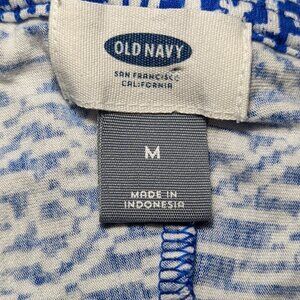 OLD NAVY
SAN FRANCISCO
CALIFORNIA
M
MADE IN
INDONESIA